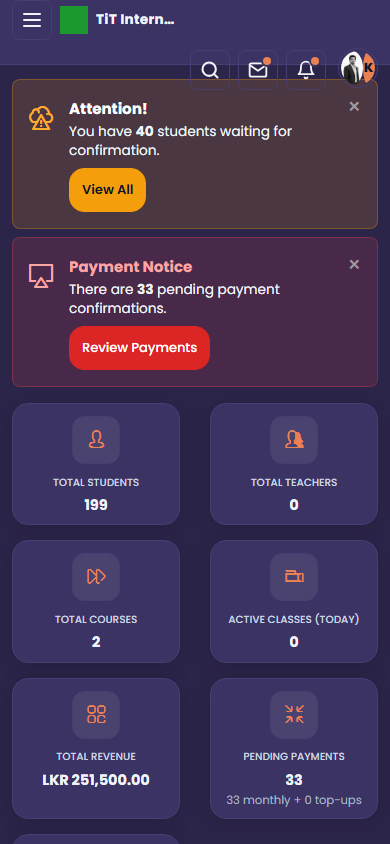 TiT Intern...
K
Attention!
You have 40 students waiting for
confirmation.
View All
Payment Notice
There are 33 pending payment
confirmations.
Review Payments
TOTAL STUDENTS
199
TOTAL TEACHERS
0
TOTAL COURSES
2
ACTIVE CLASSES (TODAY)
0
TOTAL REVENUE
LKR 251,500.00
PENDING PAYMENTS
33
33 monthly + 0 top-ups